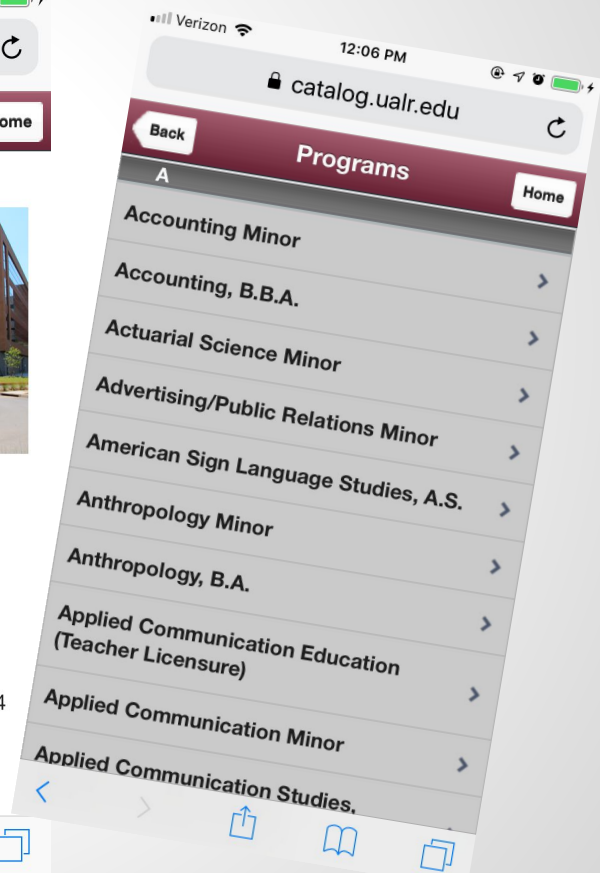 Verizon
12:06 PM
catalog.ualr.edu
Back
Programs
Home
A
Accounting Minor
Accounting, B.B.A.
Actuarial Science Minor
Advertising/Public Relations Minor
American Sign Language Studies, A.S.
Anthropology Minor
Anthropology, B.A.
Applied Communication Education
(Teacher Licensure)
Applied Communication Minor
Applied Communication Studies,
ome
4